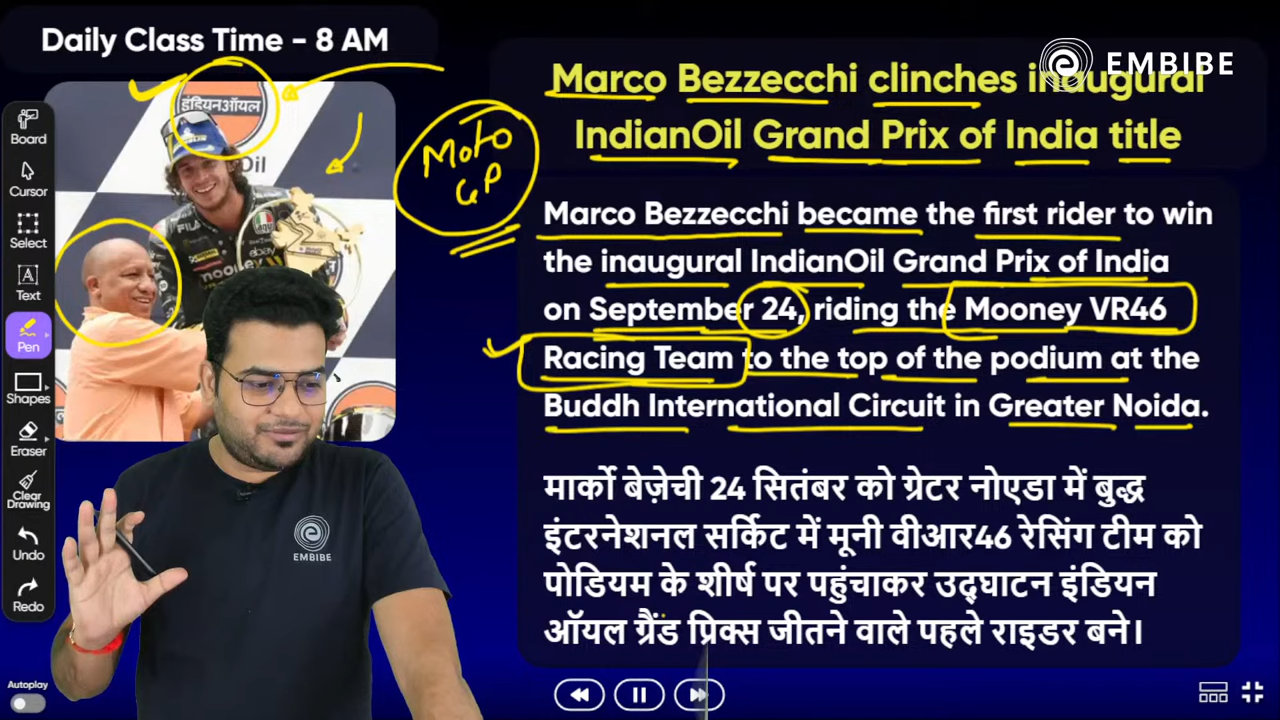 Daily Class Time - 8 AM
EMBIBE
Marco Bezzecchi clinches inaugural
IndianOil Grand Prix of India title
इंडियनऑयल
Oil
Moto
GP
FILA
Board
Cursor
Select
Text
Pen
Shapes
Eraser
Clear
Drawing
Undo
Redo
Marco Bezzecchi became the first rider to win
the inaugural IndianOil Grand Prix of India
on September 24, riding the Mooney VR46
Racing Team to the top of the podium at the
Buddh International Circuit in Greater Noida.
मार्को बेज़ेची 24 सितंबर को ग्रेटर नोएडा में बुद्ध
इंटरनेशनल सर्किट में मूनी वीआर46 रेसिंग टीम को
पोडियम के शीर्ष पर पहुंचाकर उद्घाटन इंडियन
ऑयल ग्रैंड प्रिक्स जीतने वाले पहले राइडर बने।
EMBIBE
Autoplay